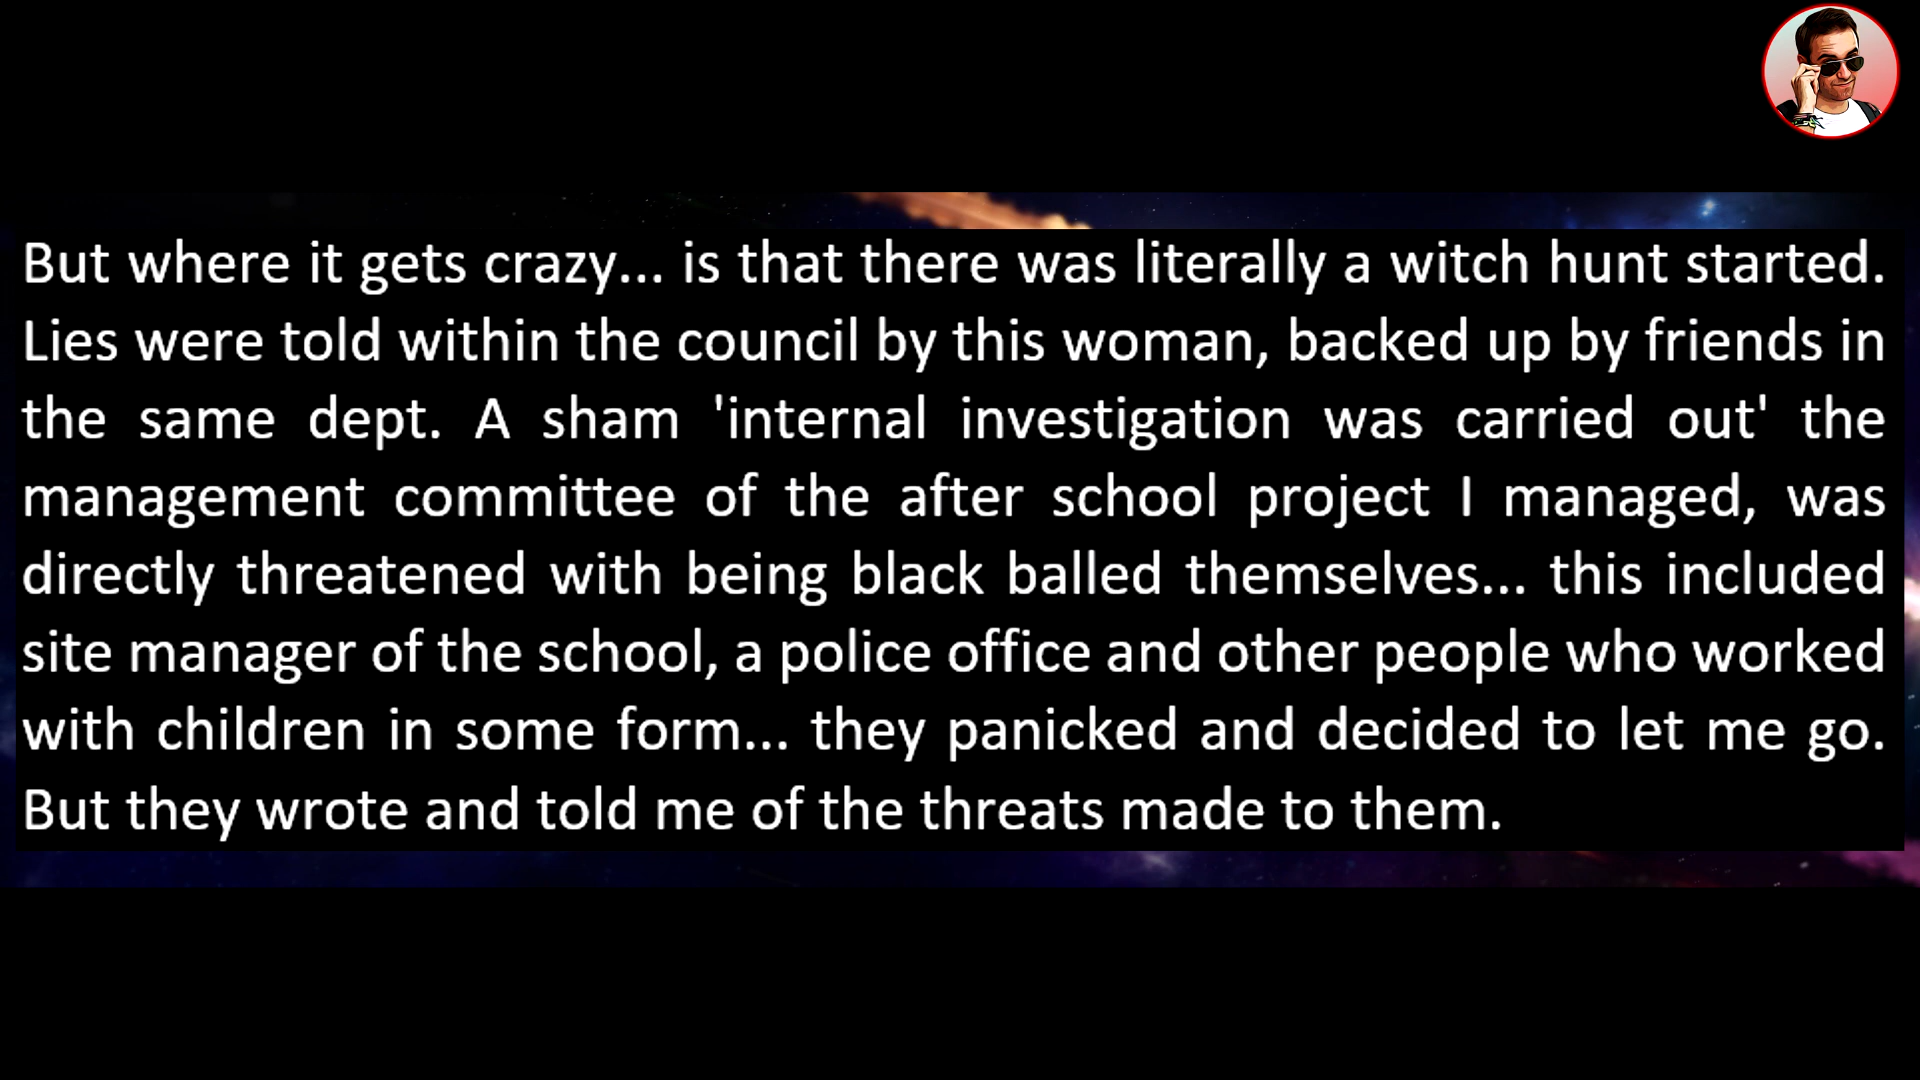 But where it gets crazy... is that there was literally a witch hunt started.
Lies were told within the council by this woman, backed up by friends in
the same dept. A sham 'internal investigation was carried out' the
management committee of the after school project I managed, was
directly threatened with being black balled themselves... this included
site manager of the school, a police office and other people who worked
with children in some form... they panicked and decided to let me go.
But they wrote and told me of the threats made to them.